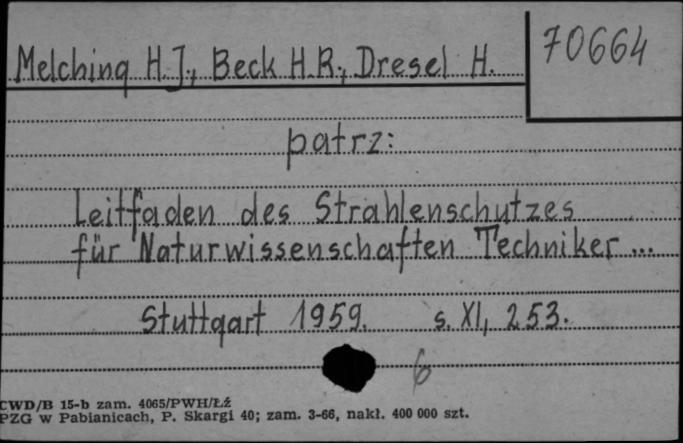 70664
Melching H.J., Beck H.R., Dresel H.
patrz:
Leitfaden des Strahlenschutzes
für Naturwissenschaften Techniker ...
Stuttgart 1959. s. XI, 253.
6
CWD/B 15-b zam. 4065/PWH/Łź
PZG w Pabianicach, P. Skargi 40; zam. 3-66, nakł. 400 000 szt.